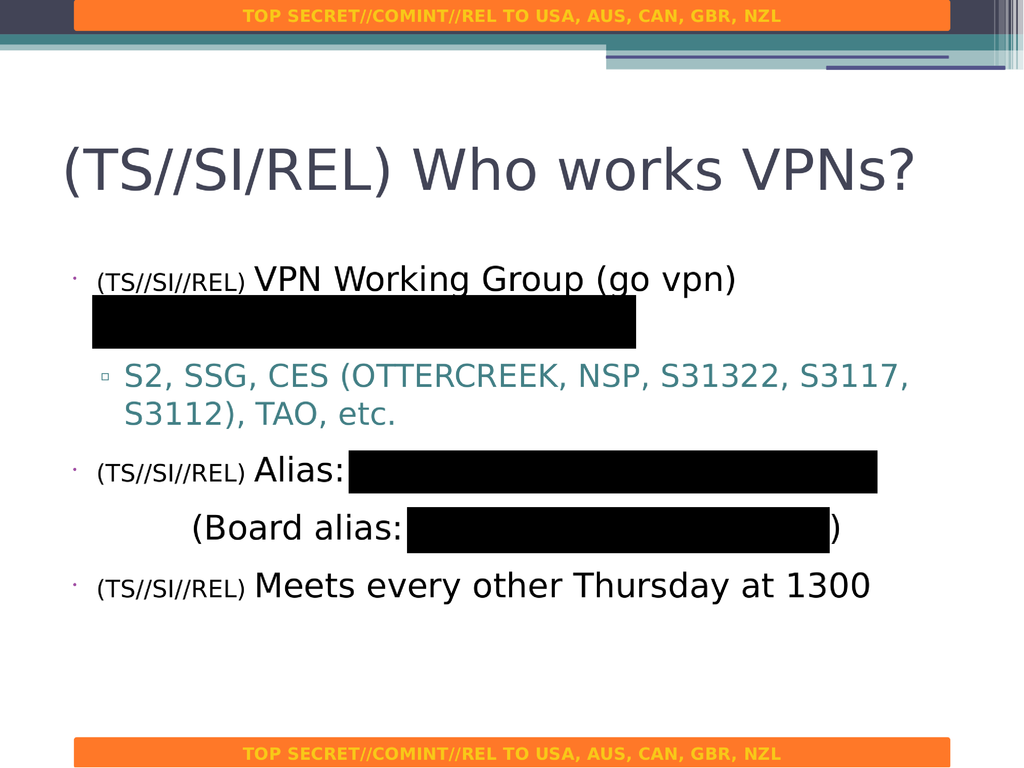 TOP SECRET//COMINT//REL TO USA, AUS, CAN, GBR, NZL
(TS//SI/REL) Who works VPNs?
(TS//SI//REL) VPN Working Group (go vpn)
S2, SSG, CES (OTTERCREEK, NSP, S31322, S3117,
S3112), TAO, etc.
(TS//SI//REL) Alias:
(Board alias: )
(TS//SI//REL) Meets every other Thursday at 1300
TOP SECRET//COMINT//REL TO USA, AUS, CAN, GBR, NZL